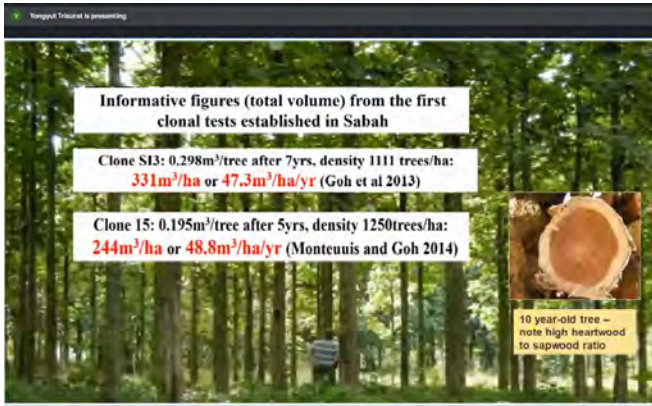 Tongyut Trisurat is presenting
Informative figures (total volume) from the first
clonal tests established in Sabah
Clone SI3: 0.298m³/tree after 7yrs, density 1111 trees/ha:
331m³/ha or 47.3m³/ha/yr (Goh et al 2013)
Clone 15: 0.195m³/tree after 5yrs, density 1250trees/ha:
244m³/ha or 48.8m³/ha/yr (Monteuuis and Goh 2014)
10 year-old tree –
note high heartwood
to sapwood ratio